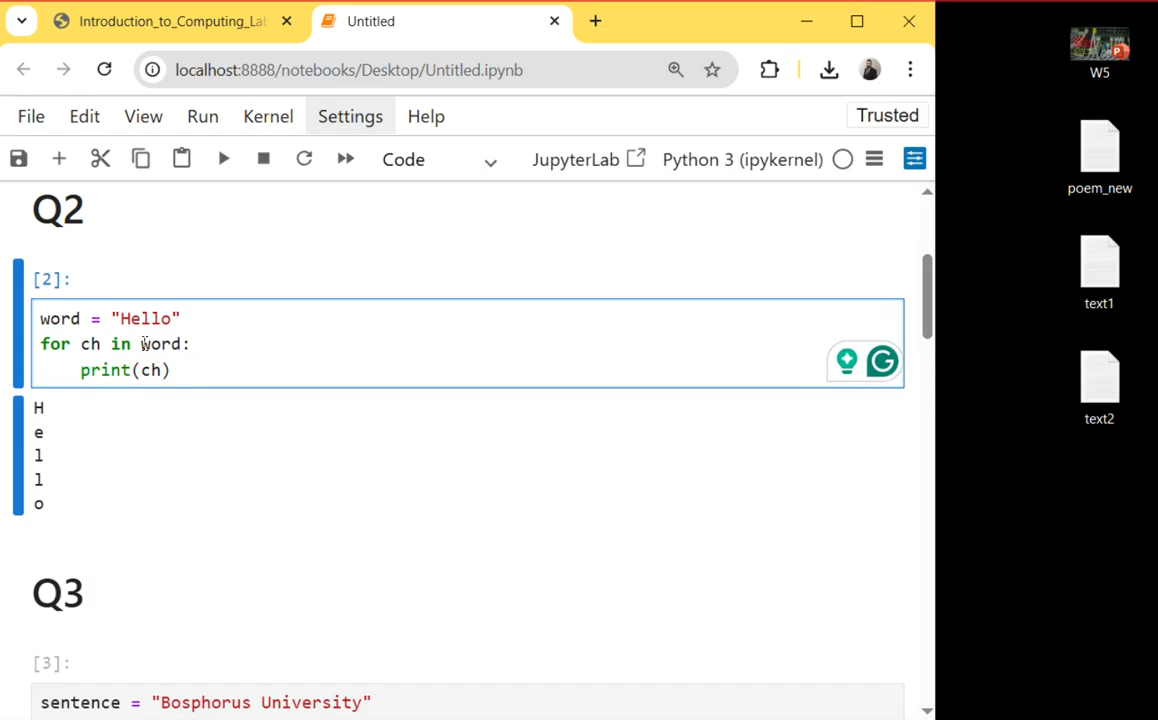 Introduction_to_Computing_La
Untitled
localhost:8888/notebooks/Desktop/Untitled.ipynb
File Edit View Run Kernel Settings Help Trusted
Code JupyterLab Python 3 (ipykernel)
Q2
[2]:
word = "Hello"
for ch in word:
    print(ch)
H
e
l
l
o
Q3
[3]:
sentence = "Bosphorus University"
W5
poem_new
text1
text2